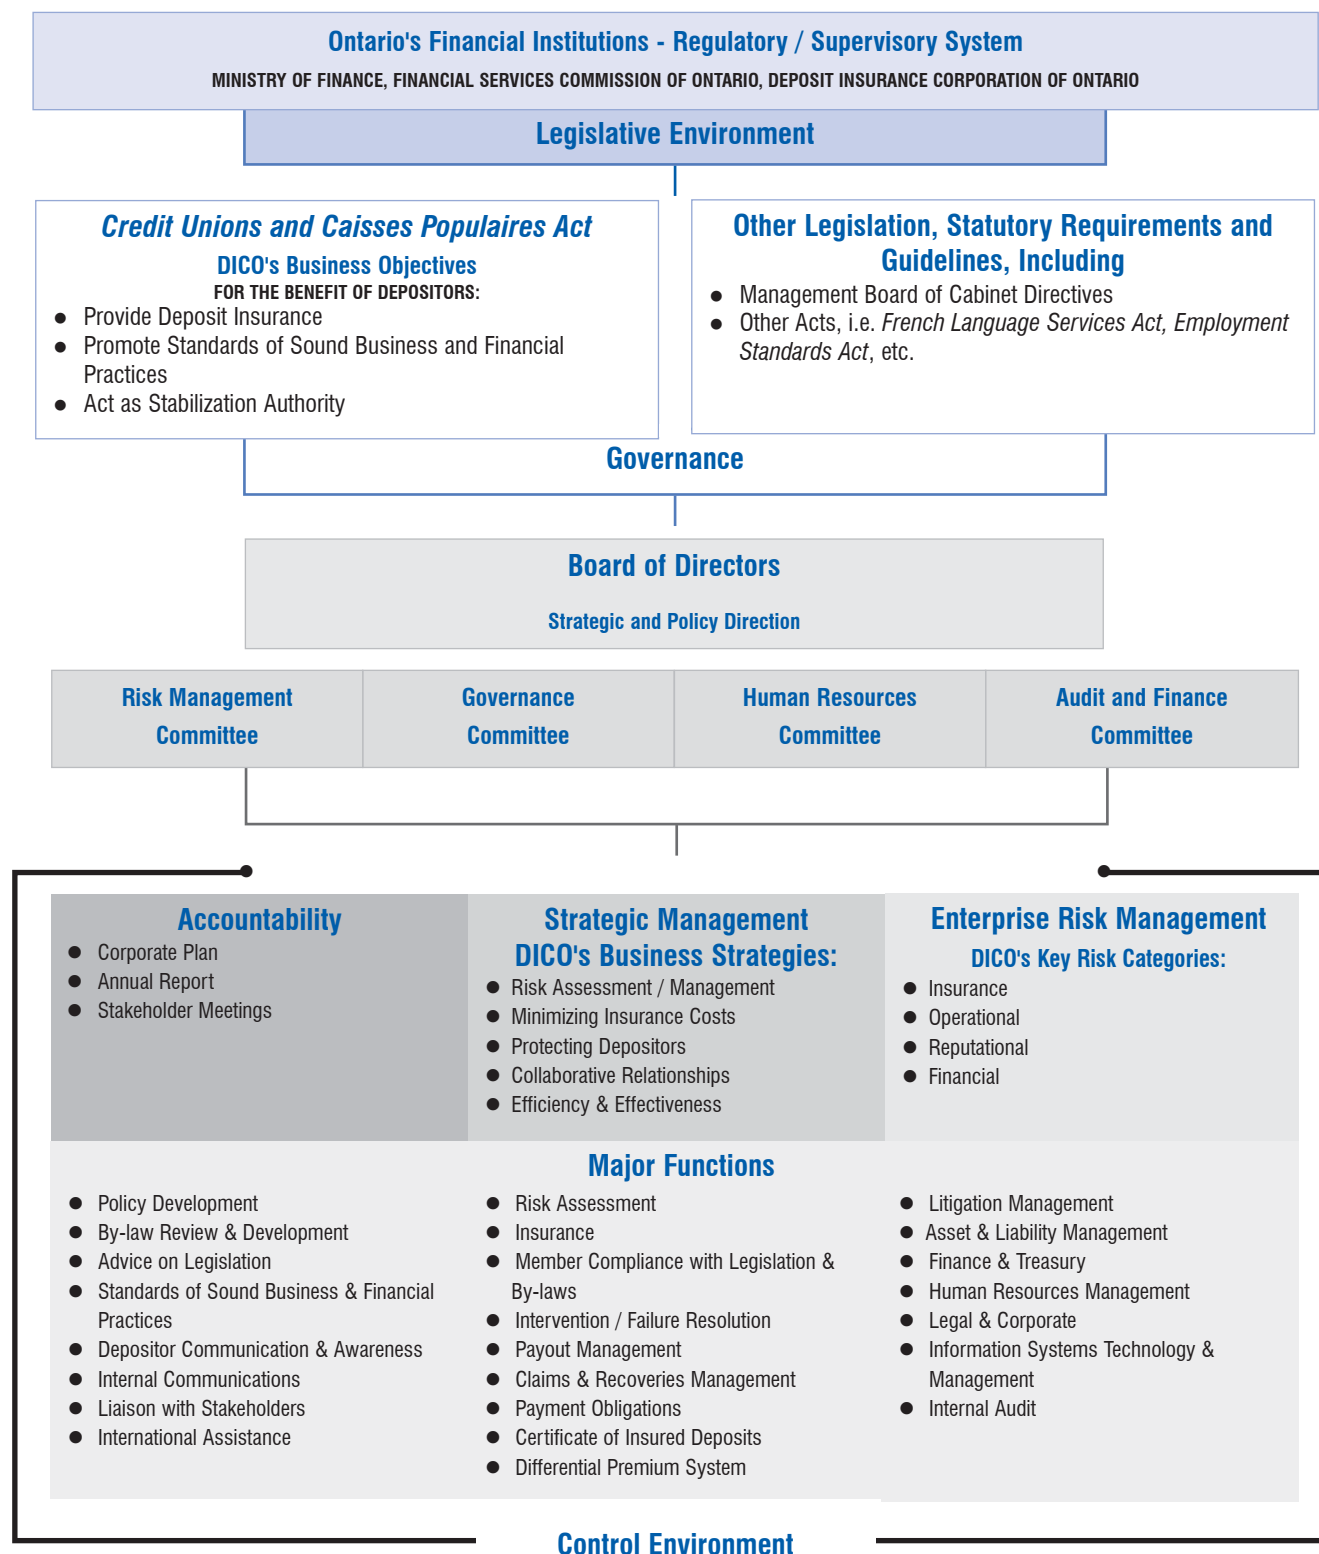 Ontario's Financial Institutions - Regulatory / Supervisory System
MINISTRY OF FINANCE, FINANCIAL SERVICES COMMISSION OF ONTARIO, DEPOSIT INSURANCE CORPORATION OF ONTARIO
Legislative Environment
Credit Unions and Caisses Populaires Act
DICO's Business Objectives
FOR THE BENEFIT OF DEPOSITORS:
● Provide Deposit Insurance
● Promote Standards of Sound Business and Financial
Practices
● Act as Stabilization Authority
Other Legislation, Statutory Requirements and
Guidelines, Including
● Management Board of Cabinet Directives
● Other Acts, i.e. French Language Services Act, Employment
Standards Act, etc.
Governance
Board of Directors
Strategic and Policy Direction
Risk Management
Committee
Governance
Committee
Human Resources
Committee
Audit and Finance
Committee
Accountability
● Corporate Plan
● Annual Report
● Stakeholder Meetings
Strategic Management
DICO's Business Strategies:
● Risk Assessment / Management
● Minimizing Insurance Costs
● Protecting Depositors
● Collaborative Relationships
● Efficiency & Effectiveness
Enterprise Risk Management
DICO's Key Risk Categories:
● Insurance
● Operational
● Reputational
● Financial
Major Functions
● Policy Development
● By-law Review & Development
● Advice on Legislation
● Standards of Sound Business & Financial
Practices
● Depositor Communication & Awareness
● Internal Communications
● Liaison with Stakeholders
● International Assistance
● Risk Assessment
● Insurance
● Member Compliance with Legislation &
By-laws
● Intervention / Failure Resolution
● Payout Management
● Claims & Recoveries Management
● Payment Obligations
● Certificate of Insured Deposits
● Differential Premium System
● Litigation Management
● Asset & Liability Management
● Finance & Treasury
● Human Resources Management
● Legal & Corporate
● Information Systems Technology &
Management
● Internal Audit
Control Environment